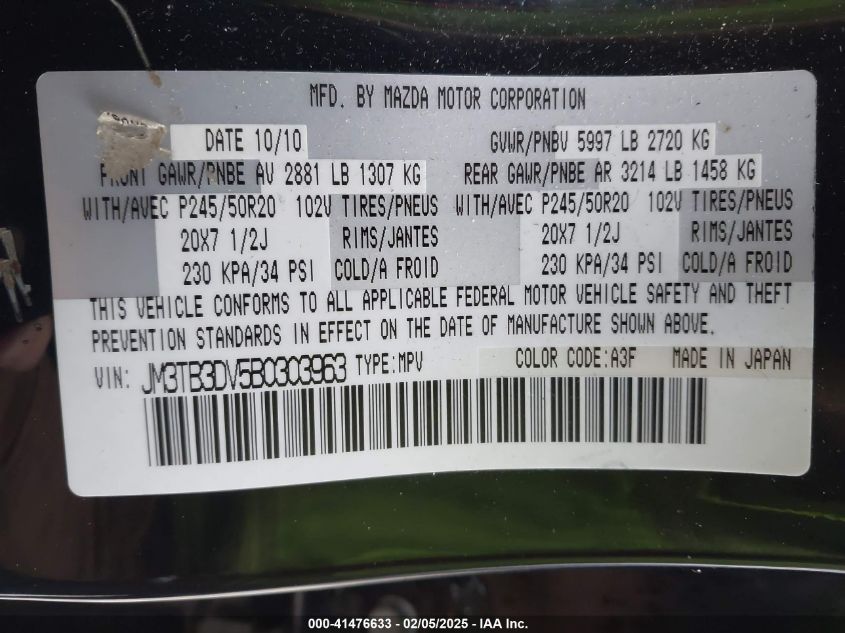 MFD. BY MAZDA MOTOR CORPORATION
DATE 10/10 GVWR/PNBV 5997 LB 2720 KG
FRONT GAWR/PNBE AV 2881 LB 1307 KG REAR GAWR/PNBE AR 3214 LB 1458 KG
WITH/AVEC P245/50R20 102V TIRES/PNEUS WITH/AVEC P245/50R20 102V TIRES/PNEUS
20X7 1/2J RIMS/JANTES 20X7 1/2J RIMS/JANTES
230 KPA/34 PSI COLD/A FROID 230 KPA/34 PSI COLD/A FROID
THIS VEHICLE CONFORMS TO ALL APPLICABLE FEDERAL MOTOR VEHICLE SAFETY AND THEFT
PREVENTION STANDARDS IN EFFECT ON THE DATE OF MANUFACTURE SHOWN ABOVE.
VIN: JM3TB3DV5B0303963 TYPE:MPV COLOR CODE:A3F MADE IN JAPAN
000-41476633 - 02/05/2025 - IAA Inc.